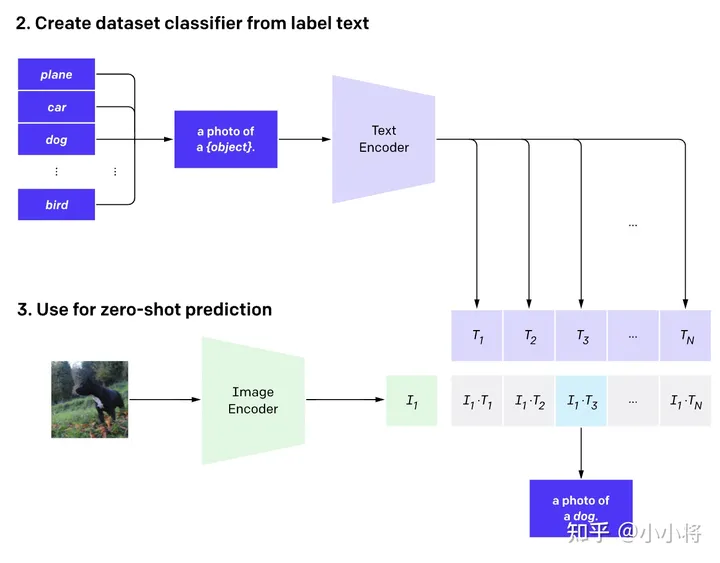 2. Create dataset classifier from label text
plane
car
dog
...
...
bird
a photo of
a {object}.
Text
Encoder
...
3. Use for zero-shot prediction
T1
T2
T3
...
TN
Image
Encoder
I1
I1·T1
I1·T2
I1·T3
...
I1·TN
a photo of
a dog.
知乎 @小小将